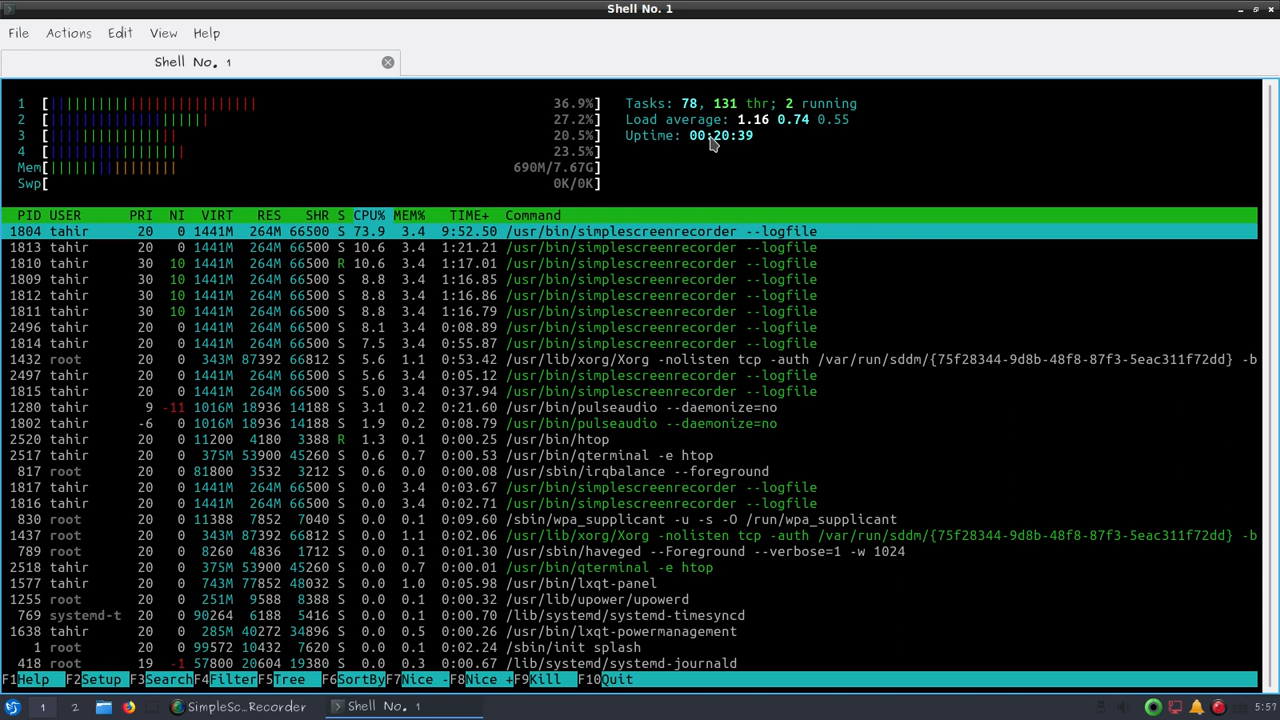 Shell No. 1
File Actions Edit View Help
Shell No. 1
1 [ 36.9%] Tasks: 78, 131 thr; 2 running
2 [ 27.2%] Load average: 1.16 0.74 0.55
3 [ 20.5%] Uptime: 00:20:39
4 [ 23.5%]
Mem[ 690M/7.67G]
Swp[ 0K/0K]
PID USER PRI NI VIRT RES SHR S CPU% MEM% TIME+ Command
1804 tahir 20 0 1441M 264M 66500 S 73.9 3.4 9:52.50 /usr/bin/simplescreenrecorder --logfile
1813 tahir 20 0 1441M 264M 66500 S 10.6 3.4 1:21.21 /usr/bin/simplescreenrecorder --logfile
1810 tahir 30 10 1441M 264M 66500 R 10.6 3.4 1:17.01 /usr/bin/simplescreenrecorder --logfile
1809 tahir 30 10 1441M 264M 66500 S 8.8 3.4 1:16.85 /usr/bin/simplescreenrecorder --logfile
1812 tahir 30 10 1441M 264M 66500 S 8.8 3.4 1:16.86 /usr/bin/simplescreenrecorder --logfile
1811 tahir 30 10 1441M 264M 66500 S 8.8 3.4 1:16.79 /usr/bin/simplescreenrecorder --logfile
2496 tahir 20 0 1441M 264M 66500 S 8.1 3.4 0:08.89 /usr/bin/simplescreenrecorder --logfile
1814 tahir 20 0 1441M 264M 66500 S 7.5 3.4 0:55.87 /usr/bin/simplescreenrecorder --logfile
1432 root 20 0 343M 87392 66812 S 5.6 1.1 0:53.42 /usr/lib/xorg/Xorg -nolisten tcp -auth /var/run/sddm/{75f28344-9d8b-48f8-87f3-5eac311f72dd} -b
2497 tahir 20 0 1441M 264M 66500 S 5.6 3.4 0:05.12 /usr/bin/simplescreenrecorder --logfile
1815 tahir 20 0 1441M 264M 66500 S 5.0 3.4 0:37.94 /usr/bin/simplescreenrecorder --logfile
1280 tahir 9 -11 1016M 18936 14188 S 3.1 0.2 0:21.60 /usr/bin/pulseaudio --daemonize=no
1802 tahir -6 0 1016M 18936 14188 S 1.9 0.2 0:08.79 /usr/bin/pulseaudio --daemonize=no
2520 tahir 20 0 11200 4180 3388 R 1.3 0.1 0:00.25 /usr/bin/htop
2517 tahir 20 0 375M 53900 45260 S 0.6 0.7 0:00.53 /usr/bin/qterminal -e htop
817 root 20 0 81800 3532 3212 S 0.6 0.0 0:00.08 /usr/sbin/irqbalance --foreground
1817 tahir 20 0 1441M 264M 66500 S 0.0 3.4 0:03.67 /usr/bin/simplescreenrecorder --logfile
1816 tahir 20 0 1441M 264M 66500 S 0.0 3.4 0:02.71 /usr/bin/simplescreenrecorder --logfile
830 root 20 0 11388 7852 7040 S 0.0 0.1 0:09.60 /sbin/wpa_supplicant -u -s -O /run/wpa_supplicant
1437 root 20 0 343M 87392 66812 S 0.0 1.1 0:02.06 /usr/lib/xorg/Xorg -nolisten tcp -auth /var/run/sddm/{75f28344-9d8b-48f8-87f3-5eac311f72dd} -b
789 root 20 0 8260 4836 1712 S 0.0 0.1 0:01.30 /usr/sbin/haveged --Foreground --verbose=1 -w 1024
2518 tahir 20 0 375M 53900 45260 S 0.0 0.7 0:00.01 /usr/bin/qterminal -e htop
1577 tahir 20 0 743M 77852 48032 S 0.0 1.0 0:05.98 /usr/bin/lxqt-panel
1255 root 20 0 251M 9588 8388 S 0.0 0.1 0:00.32 /usr/lib/upower/upowerd
769 systemd-t 20 0 90264 6188 5416 S 0.0 0.1 0:00.70 /lib/systemd/systemd-timesyncd
1638 tahir 20 0 285M 40272 34896 S 0.0 0.5 0:00.26 /usr/bin/lxqt-powermanagement
1 root 20 0 99572 10432 7620 S 0.0 0.1 0:02.24 /sbin/init splash
418 root 19 -1 57800 20604 19380 S 0.0 0.3 0:00.67 /lib/systemd/systemd-journald
F1Help F2Setup F3SearchF4FilterF5Tree F6SortByF7Nice -F8Nice +F9Kill F10Quit
1 2 SimpleSc...Recorder Shell No. 1 5:57